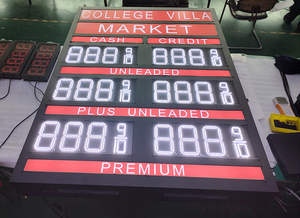 COLLEGE VILLA
MARKET
CASH CREDIT
888 9/10 888 9/10
UNLEADED
888 9/10 888 9/10
PLUS UNLEADED
888 9/10 888 9/10
PREMIUM